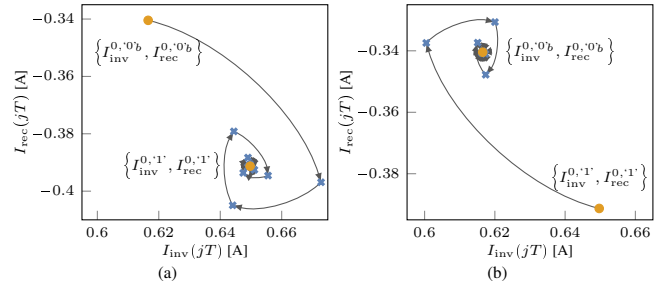 −0.34
−0.36
−0.38
−0.4
I_rec(jT) [A]
{I_inv^{0,‘0’b}, I_rec^{0,‘0’b}}
{I_inv^{0,‘1’}, I_rec^{0,‘1’}}
0.6 0.62 0.64 0.66
I_inv(jT) [A]
(a)
−0.34
−0.36
−0.38
I_rec(jT) [A]
{I_inv^{0,‘0’b}, I_rec^{0,‘0’b}}
{I_inv^{0,‘1’}, I_rec^{0,‘1’}}
0.6 0.62 0.64 0.66
I_inv(jT) [A]
(b)